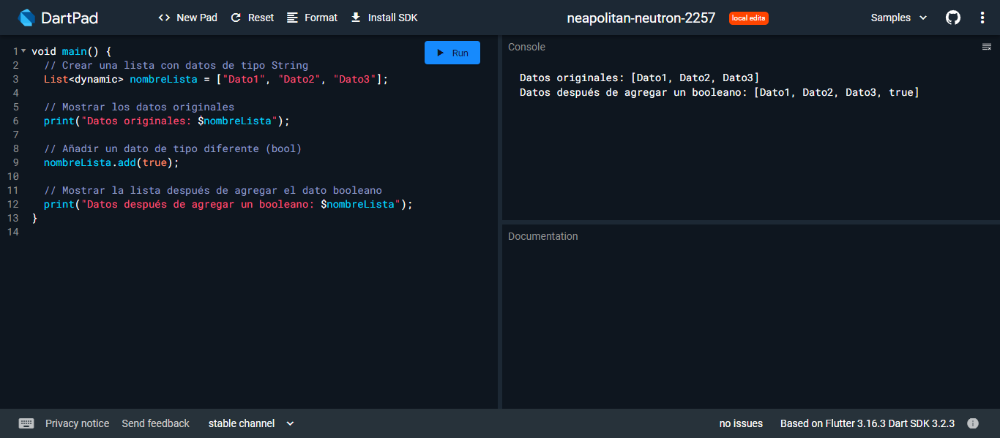 DartPad
<> New Pad
Reset
Format
Install SDK
neapolitan-neutron-2257
local edits
Samples
1 void main() {
2 // Crear una lista con datos de tipo String
3 List<dynamic> nombreLista = ["Dato1", "Dato2", "Dato3"];
4
5 // Mostrar los datos originales
6 print("Datos originales: $nombreLista");
7
8 // Añadir un dato de tipo diferente (bool)
9 nombreLista.add(true);
10
11 // Mostrar la lista después de agregar el dato booleano
12 print("Datos después de agregar un booleano: $nombreLista");
13 }
14
Run
Console
Datos originales: [Dato1, Dato2, Dato3]
Datos después de agregar un booleano: [Dato1, Dato2, Dato3, true]
Documentation
Privacy notice
Send feedback
stable channel
no issues
Based on Flutter 3.16.3 Dart SDK 3.2.3